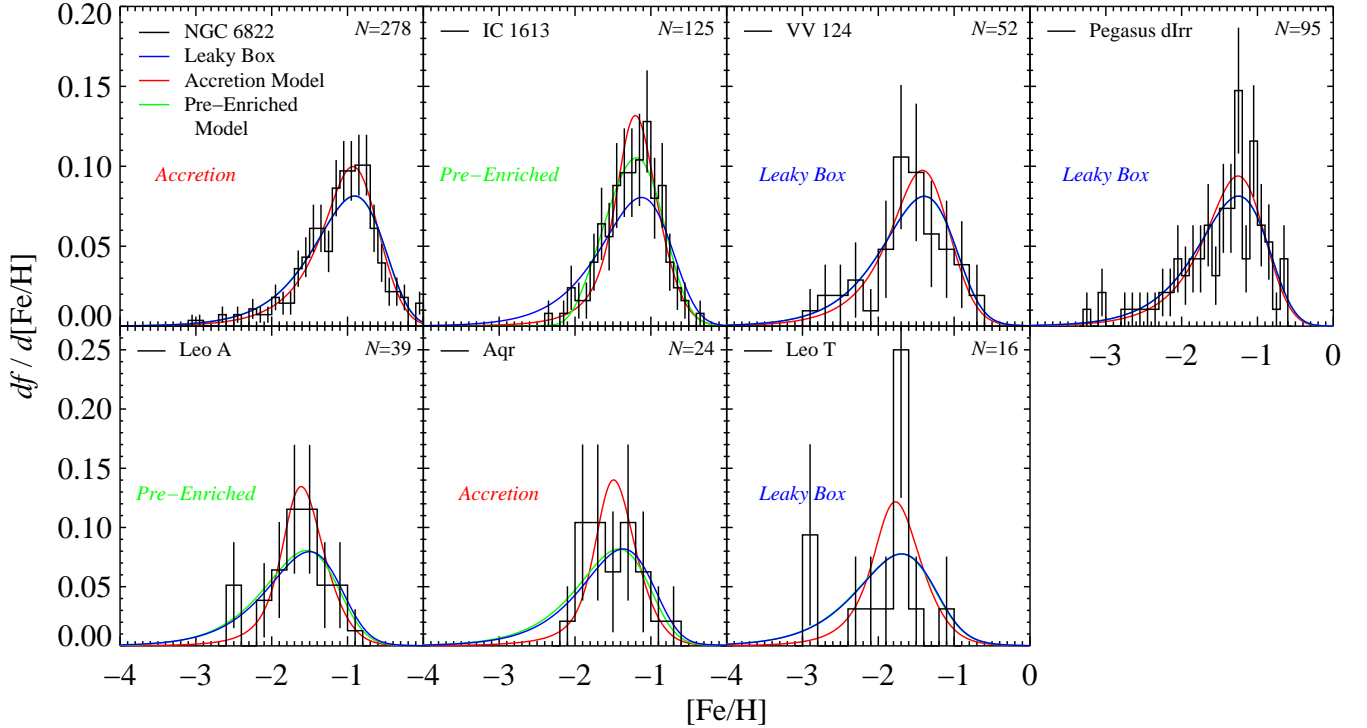 0.20
0.15
0.10
0.05
0.00
NGC 6822
N=278
Leaky Box
Accretion Model
Pre−Enriched
Model
Accretion
IC 1613
N=125
Pre−Enriched
VV 124
N=52
Leaky Box
Pegasus dIrr
N=95
Leaky Box
−3 −2 −1 0
df / d[Fe/H]
0.25
0.20
0.15
0.10
0.05
0.00
Leo A
N=39
Pre−Enriched
Aqr
N=24
Accretion
Leo T
N=16
Leaky Box
−4 −3 −2 −1 −4 −3 −2 −1 −4 −3 −2 −1 0
[Fe/H]